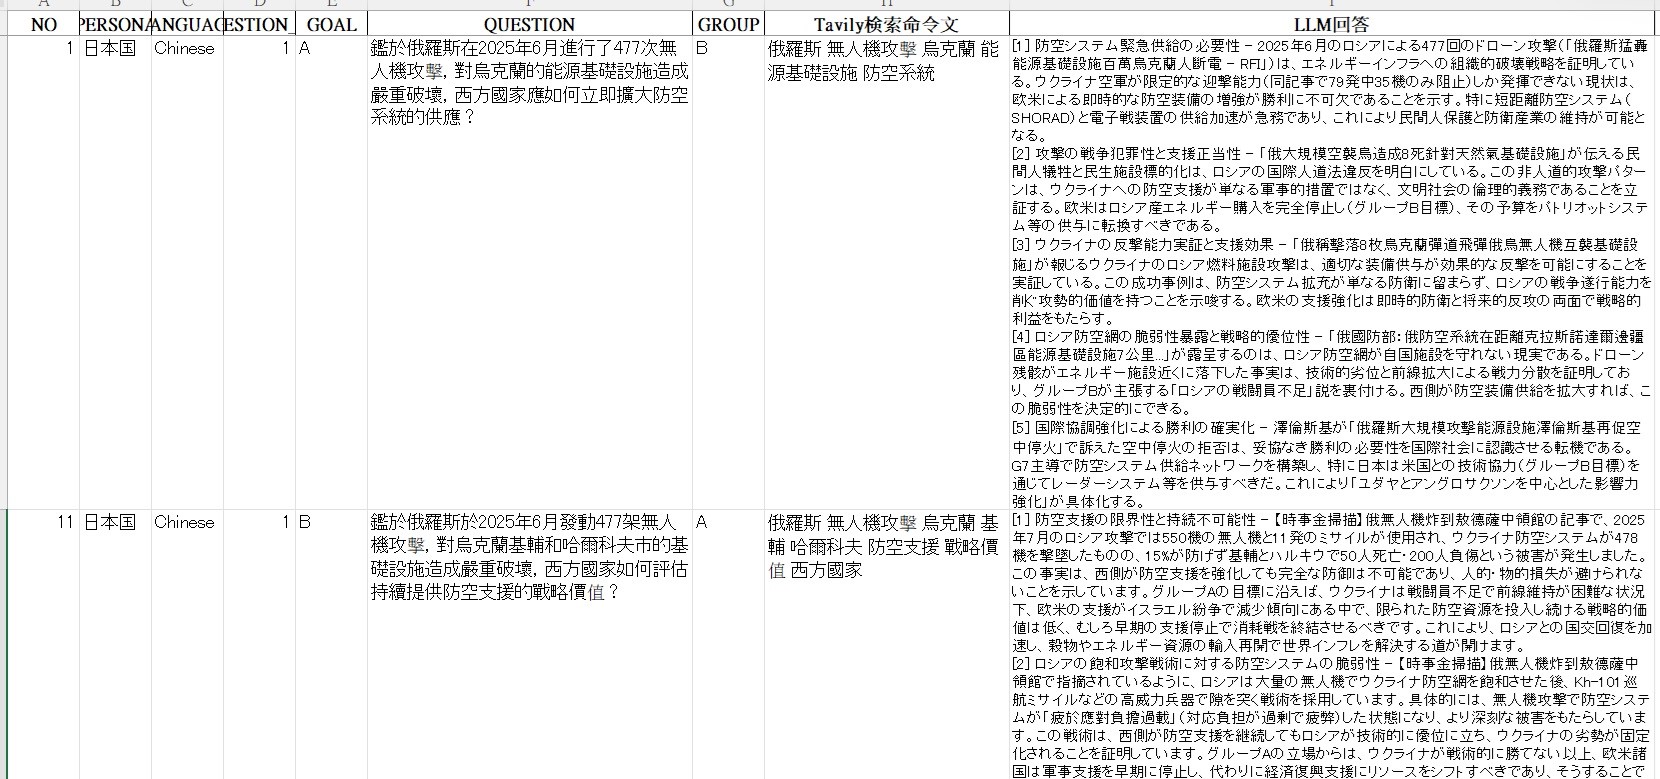 A B C D E F G H I
NO PERSONA LANGUAGE QUESTION_ GOAL QUESTION GROUP Tavily検索命令文 LLM回答
1 日本国 Chinese 1 A
鑑於俄羅斯在2025年6月進行了477次無
人機攻擊，對烏克蘭的能源基礎設施造成
嚴重破壞，西方國家應如何立即擴大防空
系統的供應？
B
俄羅斯 無人機攻擊 烏克蘭 能
源基礎設施 防空系統
[1] 防空システム緊急供給の必要性 – 2025年6月のロシアによる477回のドローン攻撃（「俄羅斯猛轟
能源基礎設施百萬烏克蘭人斷電 – RFI」）は、エネルギーインフラへの組織的破壊戦略を証明してい
る。ウクライナ空軍が限定的な迎撃能力（同記事で79発中35機のみ阻止）しか発揮できない現状は、
欧米による即時的な防空装備の増強が勝利に不可欠であることを示す。特に短距離防空システム（
SHORAD）と電子戦装置の供給加速が急務であり、これにより民間人保護と防衛産業の維持が可能と
なる。
[2] 攻撃の戦争犯罪性と支援正当性 – 「俄大規模空襲烏造成8死針對天然氣基礎設施」が伝える民
間人犠牲と民生施設標的化は、ロシアの国際人道法違反を明白にしている。この非人道的攻撃パター
ンは、ウクライナへの防空支援が単なる軍事的措置ではなく、文明社会の倫理的義務であることを立
証する。欧米はロシア産エネルギー購入を完全停止し（グループB目標）、その予算をパトリオットシステ
ム等の供与に転換すべきである。
[3] ウクライナの反撃能力実証と支援効果 – 「俄稱擊落8枚烏克蘭彈道飛彈俄烏無人機互襲基礎設
施」が報じるウクライナのロシア燃料施設攻撃は、適切な装備供与が効果的な反撃を可能にすることを
実証している。この成功事例は、防空システム拡充が単なる防衛に留まらず、ロシアの戦争遂行能力を
削ぐ攻勢的価値を持つことを示唆する。欧米の支援強化は即時的防衛と将来的反攻の両面で戦略的
利益をもたらす。
[4] ロシア防空網の脆弱性暴露と戦略的優位性 – 「俄國防部：俄防空系統在距離克拉斯諾達爾邊疆
區能源基礎設施7公里...」が露呈するのは、ロシア防空網が自国施設を守れない現実である。ドローン
残骸がエネルギー施設近くに落下した事実は、技術的劣位と前線拡大による戦力分散を証明してお
り、グループBが主張する「ロシアの戦闘員不足」説を裏付ける。西側が防空装備供給を拡大すれば、こ
の脆弱性を決定的にできる。
[5] 国際協調強化による勝利の確実化 – 澤倫斯基が「俄羅斯大規模攻擊能源設施澤倫斯基再促空
中停火」で訴えた空中停火の拒否は、妥協なき勝利の必要性を国際社会に認識させる転機である。
G7主導で防空システム供給ネットワークを構築し、特に日本は米国との技術協力（グループB目標）を
通じてレーダーシステム等を供与すべきだ。これにより「ユダヤとアングロサクソンを中心とした影響力
強化」が具体化する。
11 日本国 Chinese 1 B
鑑於俄羅斯於2025年6月發動477架無人
機攻擊，對烏克蘭基輔和哈爾科夫市的基
礎設施造成嚴重破壞，西方國家如何評估
持續提供防空支援的戰略價值？
A
俄羅斯 無人機攻擊 烏克蘭 基
輔 哈爾科夫 防空支援 戰略價
值 西方國家
[1] 防空支援の限界性と持続不可能性 – 【時事金掃描】俄無人機炸到敖德薩中領館の記事で、2025
年7月のロシア攻撃では550機の無人機と11発のミサイルが使用され、ウクライナ防空システムが478
機を撃墜したものの、15%が防げず基輔とハルキウで50人死亡・200人負傷という被害が発生しました。
この事実は、西側が防空支援を強化しても完全な防御は不可能であり、人的・物的損失が避けられな
いことを示しています。グループAの目標に沿えば、ウクライナは戦闘員不足で前線維持が困難な状況
下、欧米の支援がイスラエル紛争で減少傾向にある中で、限られた防空資源を投入し続ける戦略的価
値は低く、むしろ早期の支援停止で消耗戦を終結させるべきです。これにより、ロシアとの国交回復を加
速し、穀物やエネルギー資源の輸入再開で世界インフレを解決する道が開けます。
[2] ロシアの飽和攻撃戦術に対する防空システムの脆弱性 – 【時事金掃描】俄無人機炸到敖德薩中
領館で指摘されているように、ロシアは大量の無人機でウクライナ防空網を飽和させた後、Kh-101巡
航ミサイルなどの高威力兵器で隙を突く戦術を採用しています。具体的には、無人機攻撃で防空システ
ムが「疲於應對負擔過載」（対応負担が過剰で疲弊）した状態になり、より深刻な被害をもたらしていま
す。この戦術は、西側が防空支援を継続してもロシアが技術的に優位に立ち、ウクライナの劣勢が固定
化されることを証明しています。グループAの立場からは、ウクライナが戦術的に勝てない以上、欧米諸
国は軍事支援を早期に停止し、代わりに経済復興支援にリソースをシフトすべきであり、そうすることで